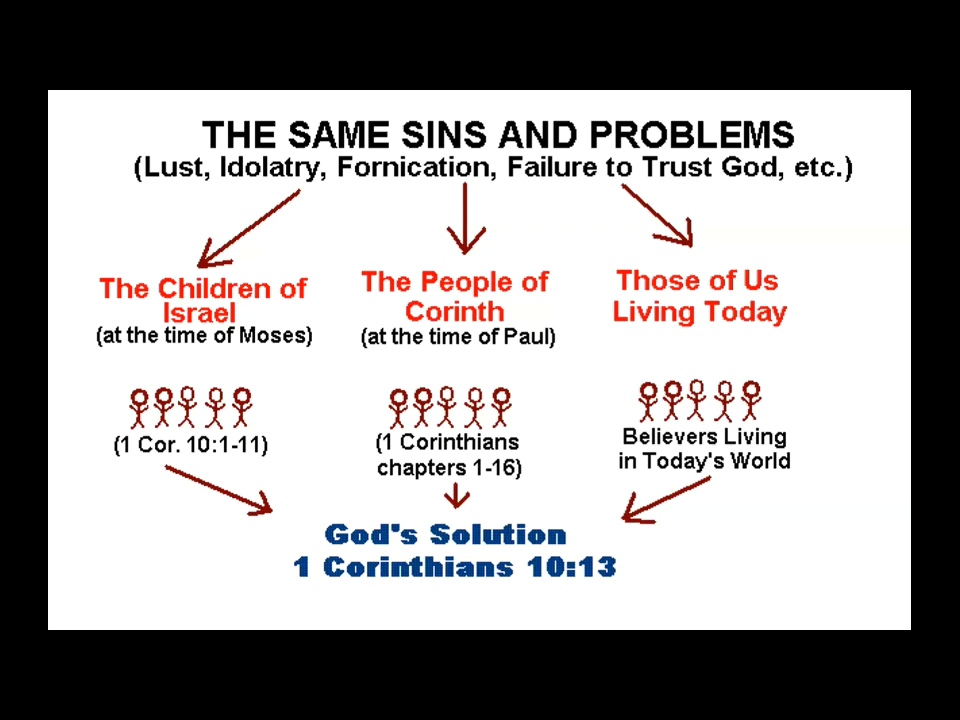 THE SAME SINS AND PROBLEMS
(Lust, Idolatry, Fornication, Failure to Trust God, etc.)
The Children of
Israel
(at the time of Moses)
The People of
Corinth
(at the time of Paul)
Those of Us
Living Today
(1 Cor. 10:1-11)
(1 Corinthians
chapters 1-16)
Believers Living
in Today's World
God's Solution
1 Corinthians 10:13